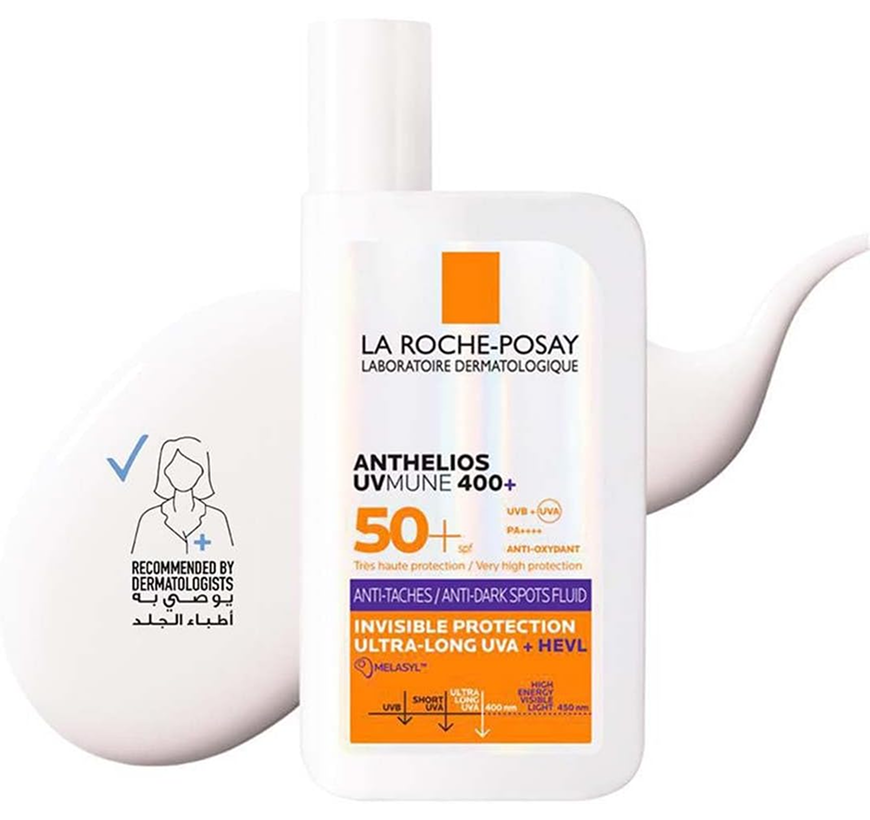 LA ROCHE-POSAY
LABORATOIRE DERMATOLOGIQUE
ANTHELIOS
UVMUNE 400+
50+ spf
UVB + UVA
PA++++
ANTI-OXYDANT
Très haute protection / Very high protection
ANTI-TACHES / ANTI-DARK SPOTS FLUID
INVISIBLE PROTECTION
ULTRA-LONG UVA + HEVL
MELASYL™
UVB
SHORT
UVA
ULTRA
LONG
UVA
400 nm
HIGH
ENERGY
VISIBLE
LIGHT
450 nm
RECOMMENDED BY
DERMATOLOGISTS
يوصي به
أطباء الجلد